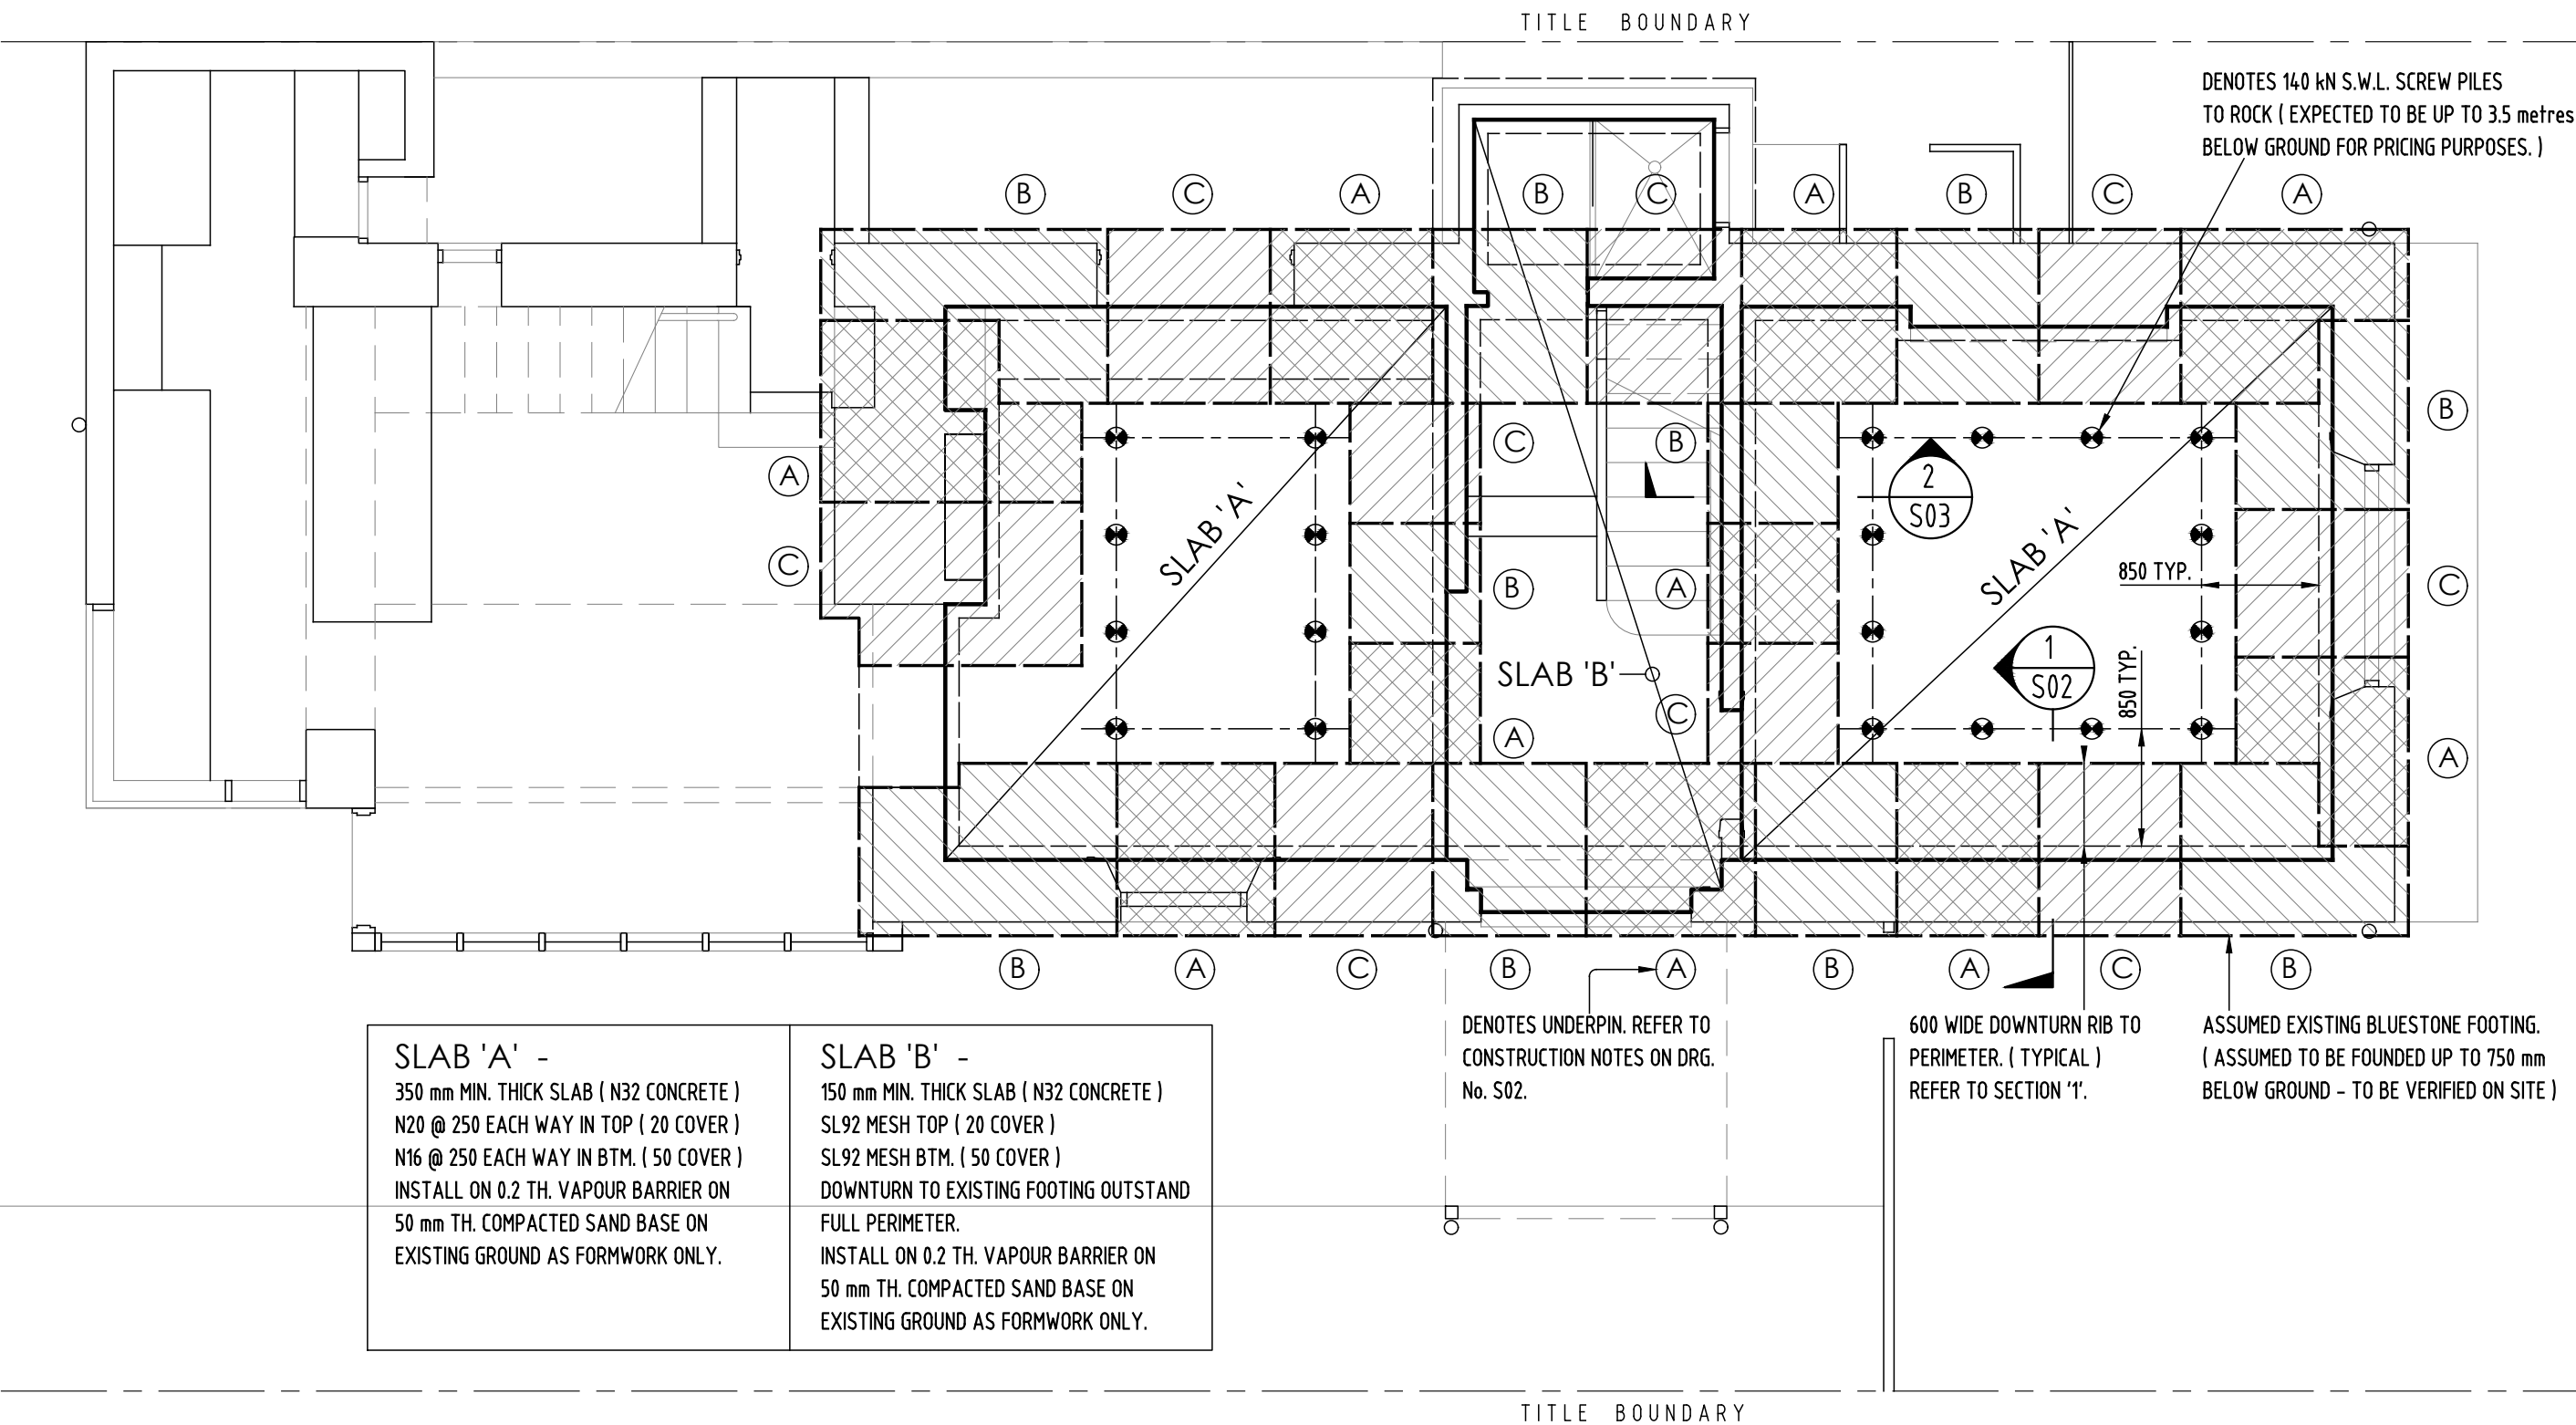 TITLE BOUNDARY
DENOTES 140 kN S.W.L. SCREW PILES
TO ROCK ( EXPECTED TO BE UP TO 3.5 metres
BELOW GROUND FOR PRICING PURPOSES. )
B
C
A
B
C
A
B
C
A
A
C
SLAB 'A'
C
B
B
A
SLAB 'B'
A
C
2
S03
SLAB 'A'
850 TYP.
1
S02
850 TYP.
B
C
A
B
A
C
B
A
B
A
C
B
DENOTES UNDERPIN. REFER TO
CONSTRUCTION NOTES ON DRG.
No. S02.
600 WIDE DOWNTURN RIB TO
PERIMETER. ( TYPICAL )
REFER TO SECTION '1'.
ASSUMED EXISTING BLUESTONE FOOTING.
( ASSUMED TO BE FOUNDED UP TO 750 mm
BELOW GROUND - TO BE VERIFIED ON SITE )
SLAB 'A' -
350 mm MIN. THICK SLAB ( N32 CONCRETE )
N20 @ 250 EACH WAY IN TOP ( 20 COVER )
N16 @ 250 EACH WAY IN BTM. ( 50 COVER )
INSTALL ON 0.2 TH. VAPOUR BARRIER ON
50 mm TH. COMPACTED SAND BASE ON
EXISTING GROUND AS FORMWORK ONLY.
SLAB 'B' -
150 mm MIN. THICK SLAB ( N32 CONCRETE )
SL92 MESH TOP ( 20 COVER )
SL92 MESH BTM. ( 50 COVER )
DOWNTURN TO EXISTING FOOTING OUTSTAND
FULL PERIMETER.
INSTALL ON 0.2 TH. VAPOUR BARRIER ON
50 mm TH. COMPACTED SAND BASE ON
EXISTING GROUND AS FORMWORK ONLY.
TITLE BOUNDARY